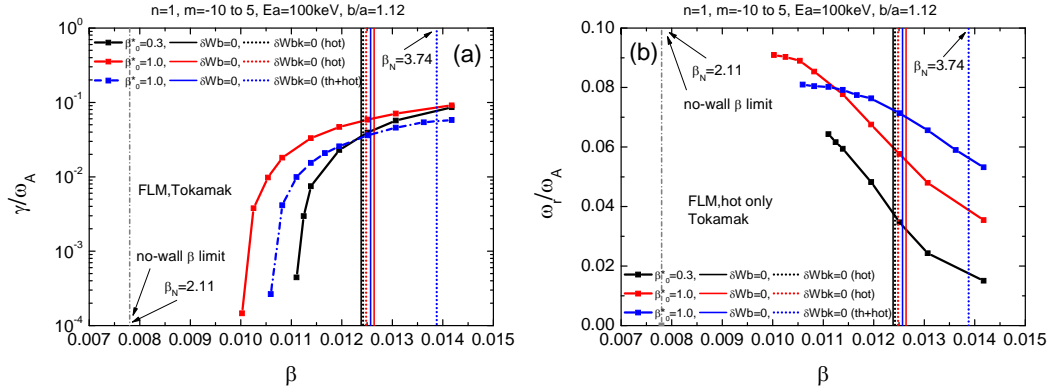 n=1, m=-10 to 5, Ea=100keV, b/a=1.12
10^0
10^-1
10^-2
10^-3
10^-4
γ/ω_A
β*_0=0.3, δWb=0, δWbk=0 (hot)
β*_0=1.0, δWb=0, δWbk=0 (hot)
β*_0=1.0, δWb=0, δWbk=0 (th+hot)
β_N=3.74
(a)
FLM,Tokamak
no-wall β limit
β_N=2.11
0.007 0.008 0.009 0.010 0.011 0.012 0.013 0.014 0.015
β
n=1, m=-10 to 5, Ea=100keV, b/a=1.12
0.10
0.08
0.06
0.04
0.02
0.00
ω_r/ω_A
(b)
β_N=2.11
no-wall β limit
β_N=3.74
FLM,hot only
Tokamak
β*_0=0.3, δWb=0, δWbk=0 (hot)
β*_0=1.0, δWb=0, δWbk=0 (hot)
β*_0=1.0, δWb=0, δWbk=0 (th+hot)
0.007 0.008 0.009 0.010 0.011 0.012 0.013 0.014 0.015
β